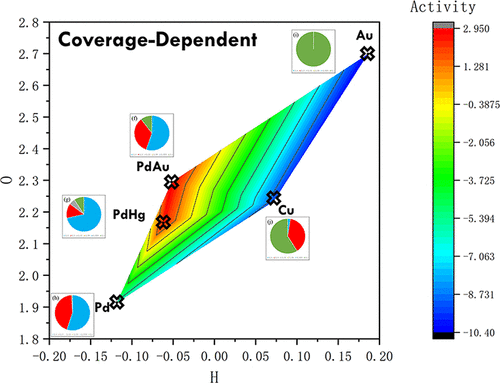 Activity
Coverage-Dependent
Au
PdAu
PdHg
Cu
Pd
(i)
(f)
(g)
(h)
2.8
2.7
2.6
2.5
2.4
2.3
2.2
2.1
2.0
1.9
1.8
O
-0.20 -0.15 -0.10 -0.05 0.00 0.05 0.10 0.15 0.20
H
2.950
1.281
-0.3875
-2.056
-3.725
-5.394
-7.063
-8.731
-10.40